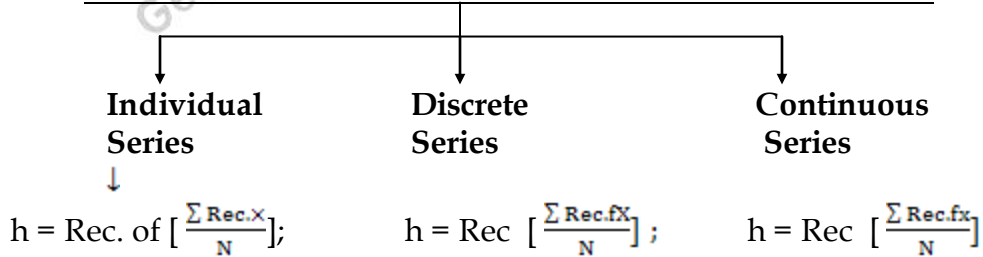 Individual Series
Discrete Series
Continuous Series
↓
h = Rec. of [ ∑ Rec.X / N ];
h = Rec [ ∑ Rec.fX / N ] ;
h = Rec [ ∑ Rec.fx / N ]